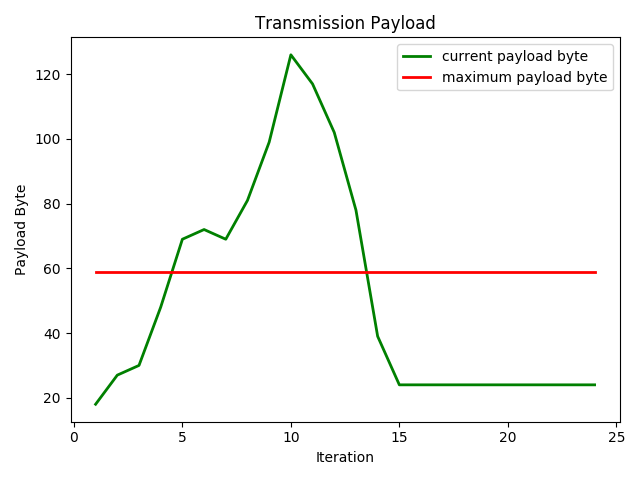 Transmission Payload
current payload byte
maximum payload byte
Payload Byte
120
100
80
60
40
20
0 5 10 15 20 25
Iteration